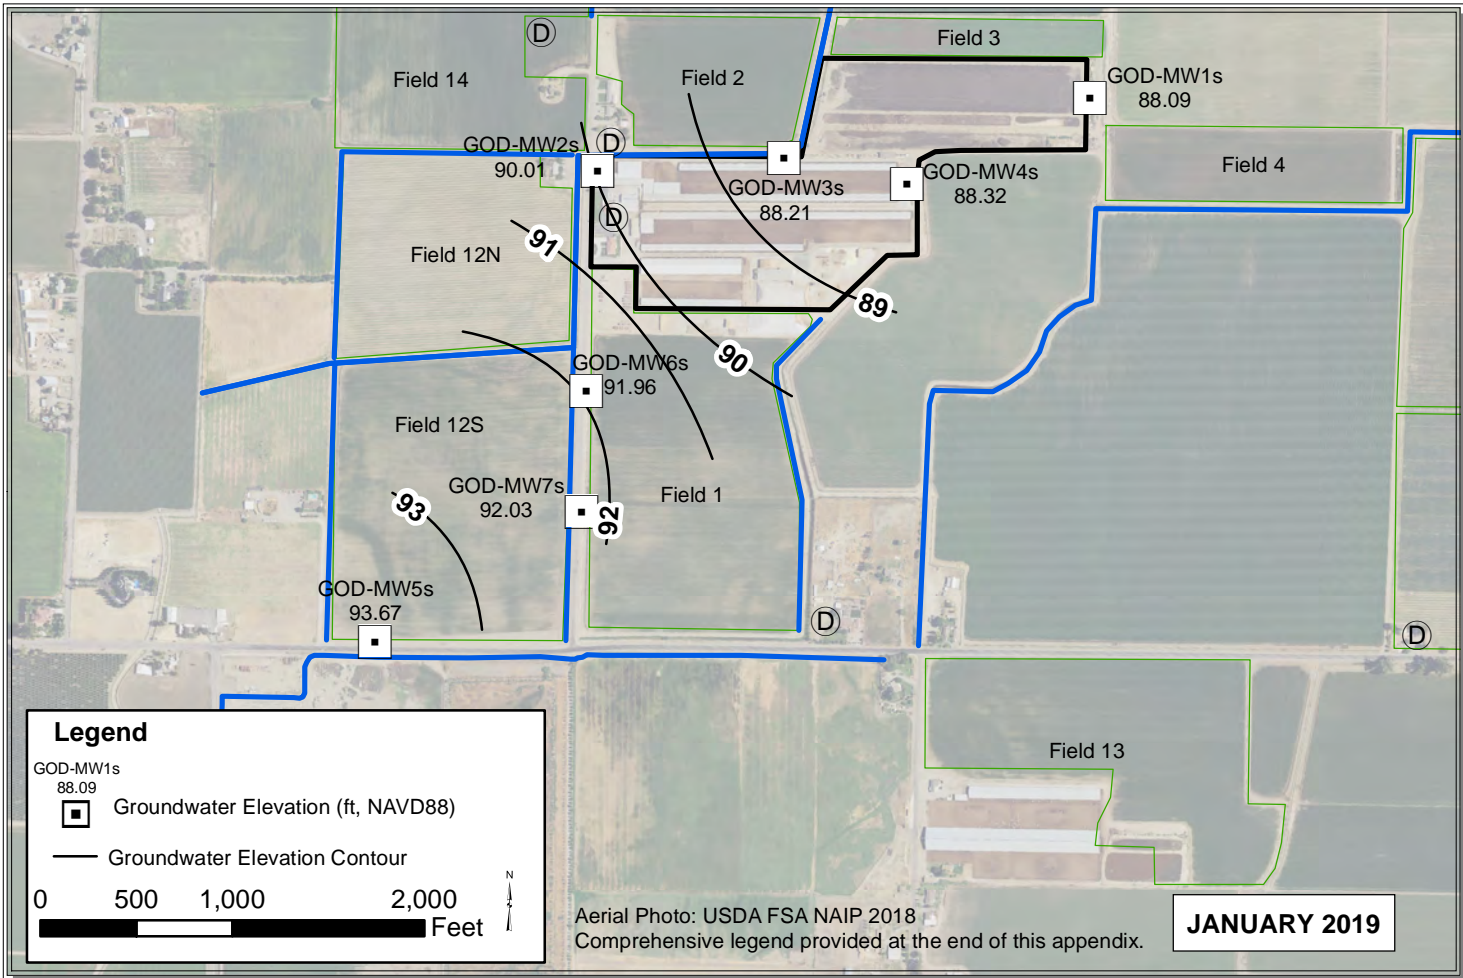 D
Field 3
Field 14
Field 2
GOD-MW1s
88.09
D
GOD-MW2s
90.01
GOD-MW3s
88.21
GOD-MW4s
88.32
Field 4
D
91
Field 12N
89
90
GOD-MW6s
91.96
Field 12S
GOD-MW7s
92.03
93
92
Field 1
GOD-MW5s
93.67
D
D
Field 13
Legend
GOD-MW1s
88.09
Groundwater Elevation (ft, NAVD88)
Groundwater Elevation Contour
0 500 1,000 2,000
Feet
N
Aerial Photo: USDA FSA NAIP 2018
Comprehensive legend provided at the end of this appendix.
JANUARY 2019